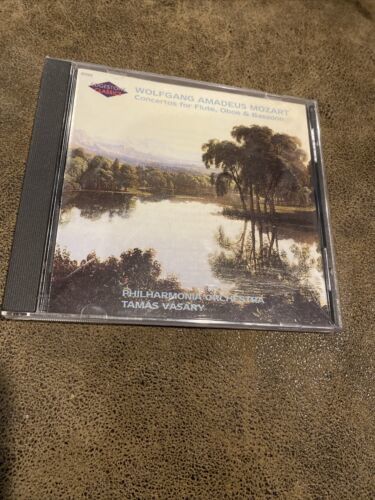 WOLFGANG AMADEUS MOZART
Concertos for Flute, Oboe & Bassoon
PHILHARMONIA ORCHESTRA
TAMÁS VÁSÁRY